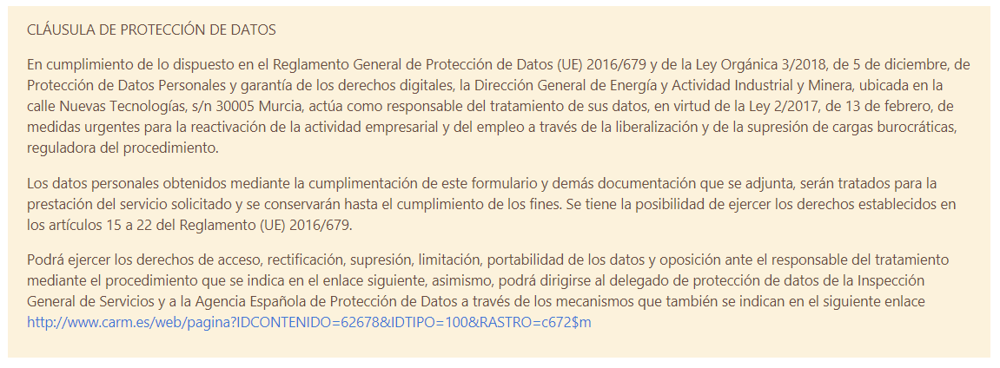 CLÁUSULA DE PROTECCIÓN DE DATOS
En cumplimiento de lo dispuesto en el Reglamento General de Protección de Datos (UE) 2016/679 y de la Ley Orgánica 3/2018, de 5 de diciembre, de
Protección de Datos Personales y garantía de los derechos digitales, la Dirección General de Energía y Actividad Industrial y Minera, ubicada en la
calle Nuevas Tecnologías, s/n 30005 Murcia, actúa como responsable del tratamiento de sus datos, en virtud de la Ley 2/2017, de 13 de febrero, de
medidas urgentes para la reactivación de la actividad empresarial y del empleo a través de la liberalización y de la supresión de cargas burocráticas,
reguladora del procedimiento.
Los datos personales obtenidos mediante la cumplimentación de este formulario y demás documentación que se adjunta, serán tratados para la
prestación del servicio solicitado y se conservarán hasta el cumplimiento de los fines. Se tiene la posibilidad de ejercer los derechos establecidos en
los artículos 15 a 22 del Reglamento (UE) 2016/679.
Podrá ejercer los derechos de acceso, rectificación, supresión, limitación, portabilidad de los datos y oposición ante el responsable del tratamiento
mediante el procedimiento que se indica en el enlace siguiente, asimismo, podrá dirigirse al delegado de protección de datos de la Inspección
General de Servicios y a la Agencia Española de Protección de Datos a través de los mecanismos que también se indican en el siguiente enlace
http://www.carm.es/web/pagina?IDCONTENIDO=62678&IDTIPO=100&RASTRO=c672$m